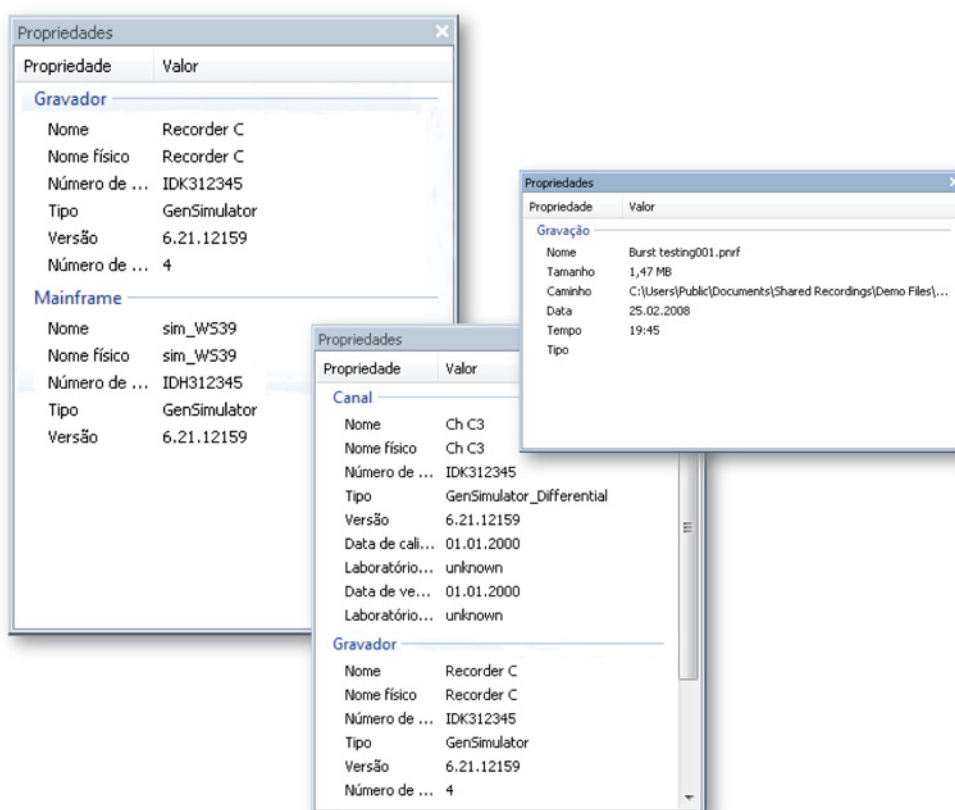 Propriedades
Propriedade Valor
Gravador
Nome Recorder C
Nome físico Recorder C
Número de ... IDK312345
Tipo GenSimulator
Versão 6.21.12159
Número de ... 4
Mainframe
Nome sim_WS39
Nome físico sim_WS39
Número de ... IDH312345
Tipo GenSimulator
Versão 6.21.12159
Propriedades
Propriedade Valor
Gravação
Nome Burst testing001.pnrf
Tamanho 1,47 MB
Caminho C:\Users\Public\Documents\Shared Recordings\Demo Files\...
Data 25.02.2008
Tempo 19:45
Tipo
Propriedades
Propriedade Valor
Canal
Nome Ch C3
Nome físico Ch C3
Número de ... IDK312345
Tipo GenSimulator_Differential
Versão 6.21.12159
Data de cali... 01.01.2000
Laboratório... unknown
Data de ve... 01.01.2000
Laboratório... unknown
Gravador
Nome Recorder C
Nome físico Recorder C
Número de ... IDK312345
Tipo GenSimulator
Versão 6.21.12159
Número de ... 4